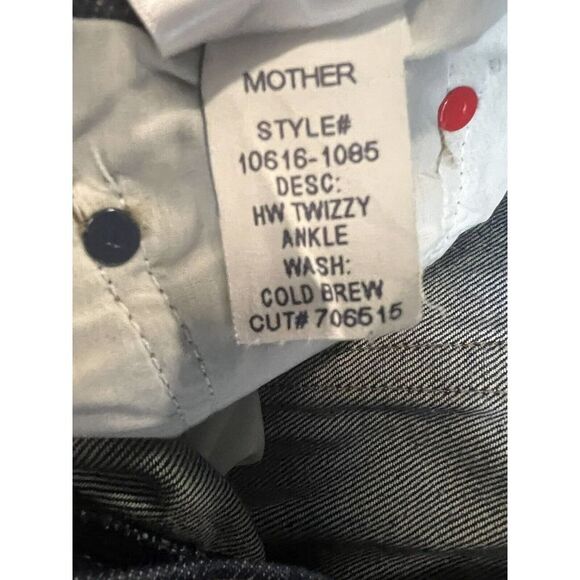 MOTHER
STYLE#
10616-1085
DESC:
HW TWIZZY
ANKLE
WASH:
COLD BREW
CUT# 706515